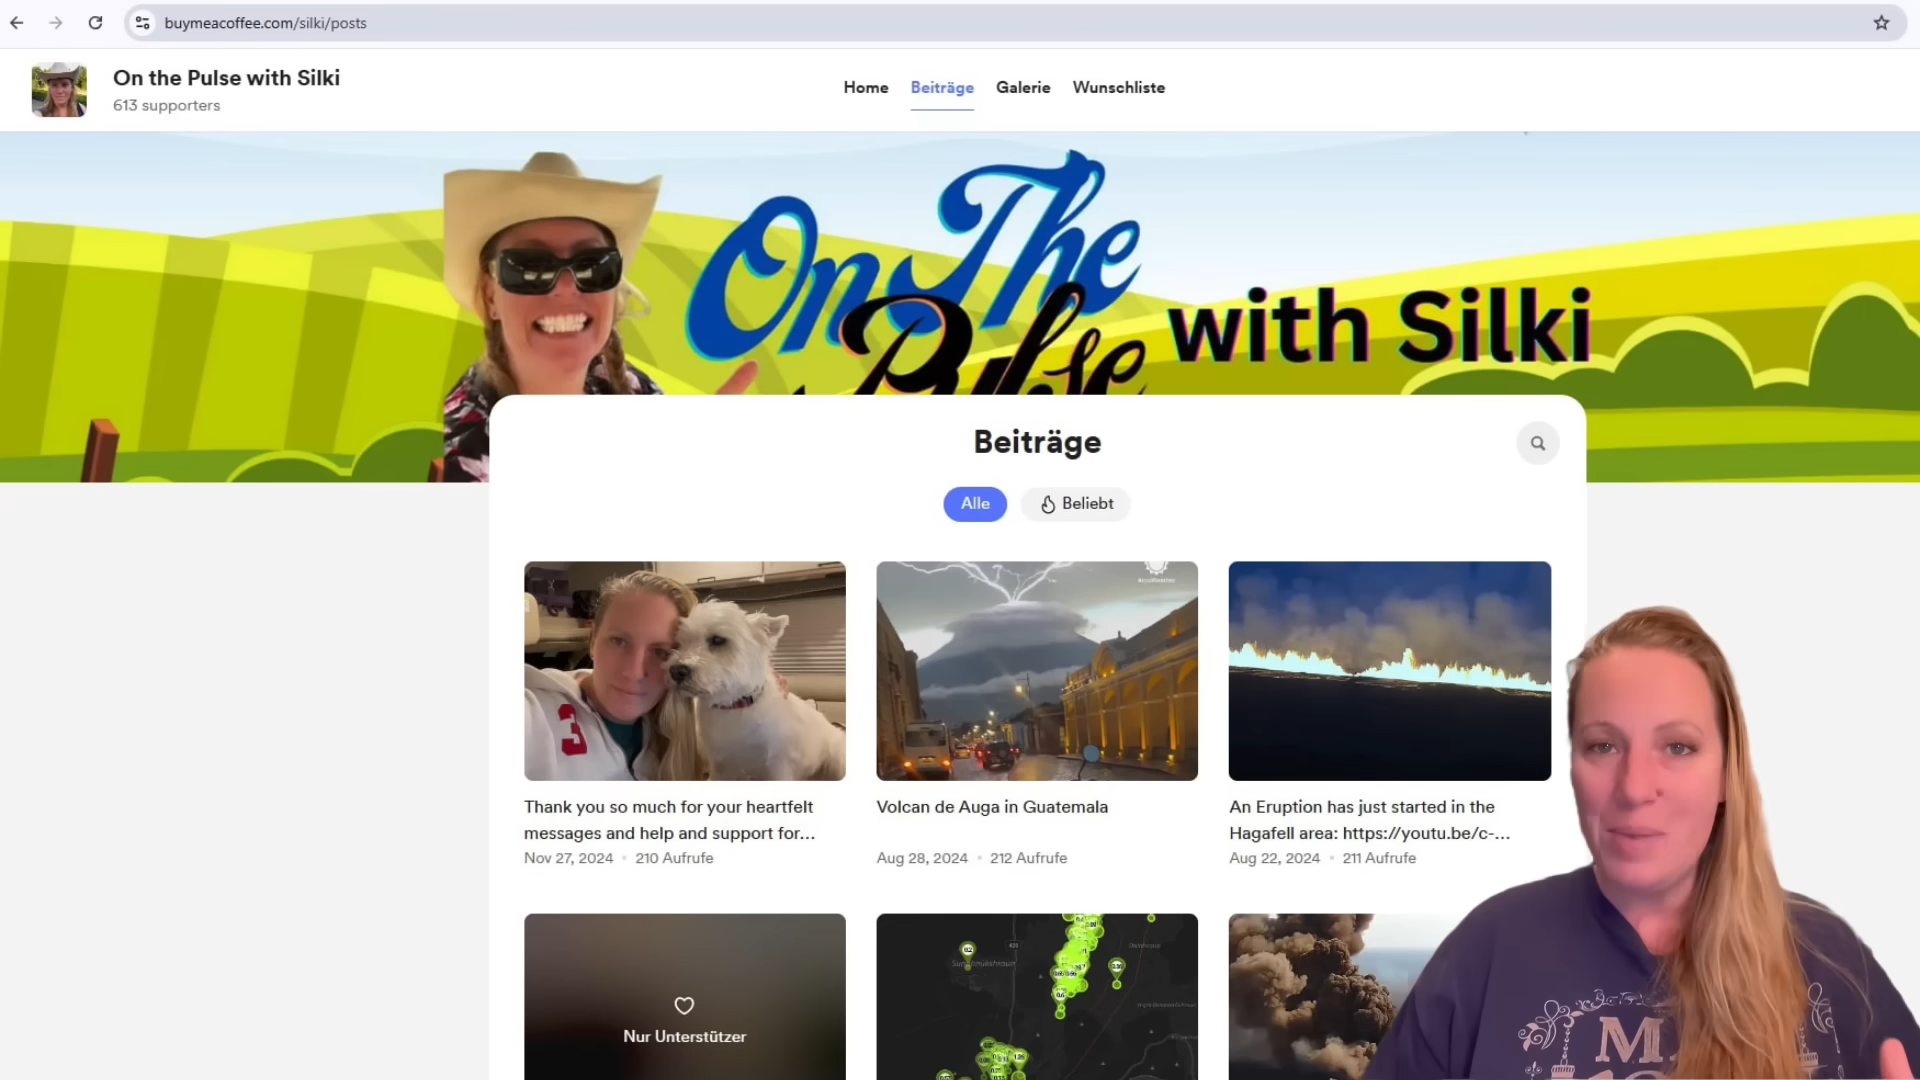 buymeacoffee.com/silki/posts
On the Pulse with Silki
613 supporters
Home Beiträge Galerie Wunschliste
On The
Pulse
with Silki
Beiträge
Alle Beliebt
Thank you so much for your heartfelt
messages and help and support for...
Nov 27, 2024 • 210 Aufrufe
Volcan de Auga in Guatemala
Aug 28, 2024 • 212 Aufrufe
An Eruption has just started in the
Hagafell area: https://youtu.be/c-...
Aug 22, 2024 • 211 Aufrufe
3
Nur Unterstützer